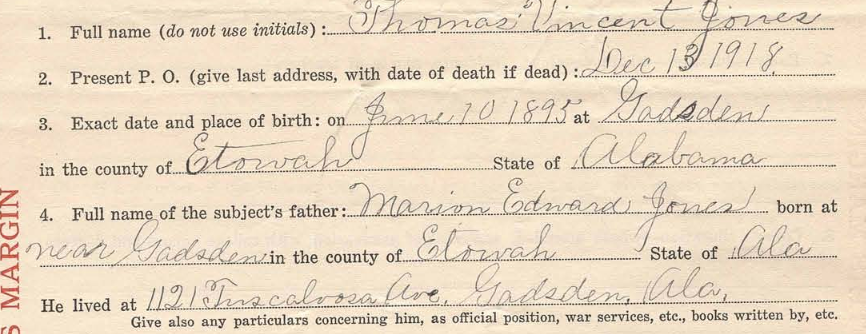 1. Full name (do not use initials): Thomas Vincent Jones
2. Present P. O. (give last address, with date of death if dead): Dec 13 1918.
3. Exact date and place of birth: on June 10 1895 at Gadsden
in the county of Etowah State of Alabama
4. Full name of the subject's father: Marion Edward Jones born at
near Gadsden in the county of Etowah State of Ala
He lived at 1121 Tuscaloosa Ave. Gadsden, Ala,
Give also any particulars concerning him, as official position, war services, etc., books written by, etc.
S MARGIN